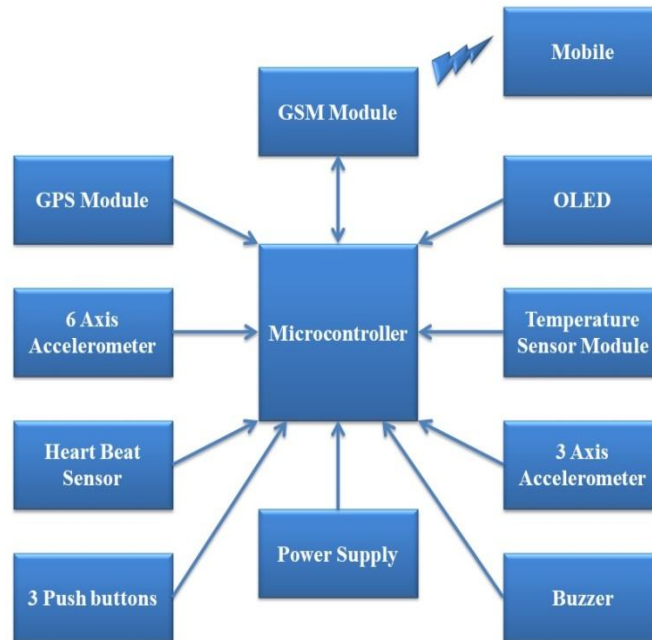 Mobile
GSM Module
GPS Module
OLED
6 Axis
Accelerometer
Microcontroller
Temperature
Sensor Module
Heart Beat
Sensor
3 Axis
Accelerometer
Power Supply
3 Push buttons
Buzzer